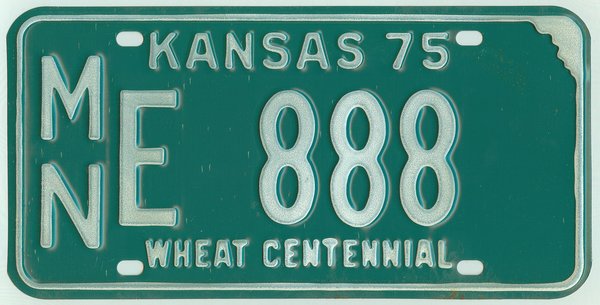 KANSAS 75
MN E 888
WHEAT CENTENNIAL